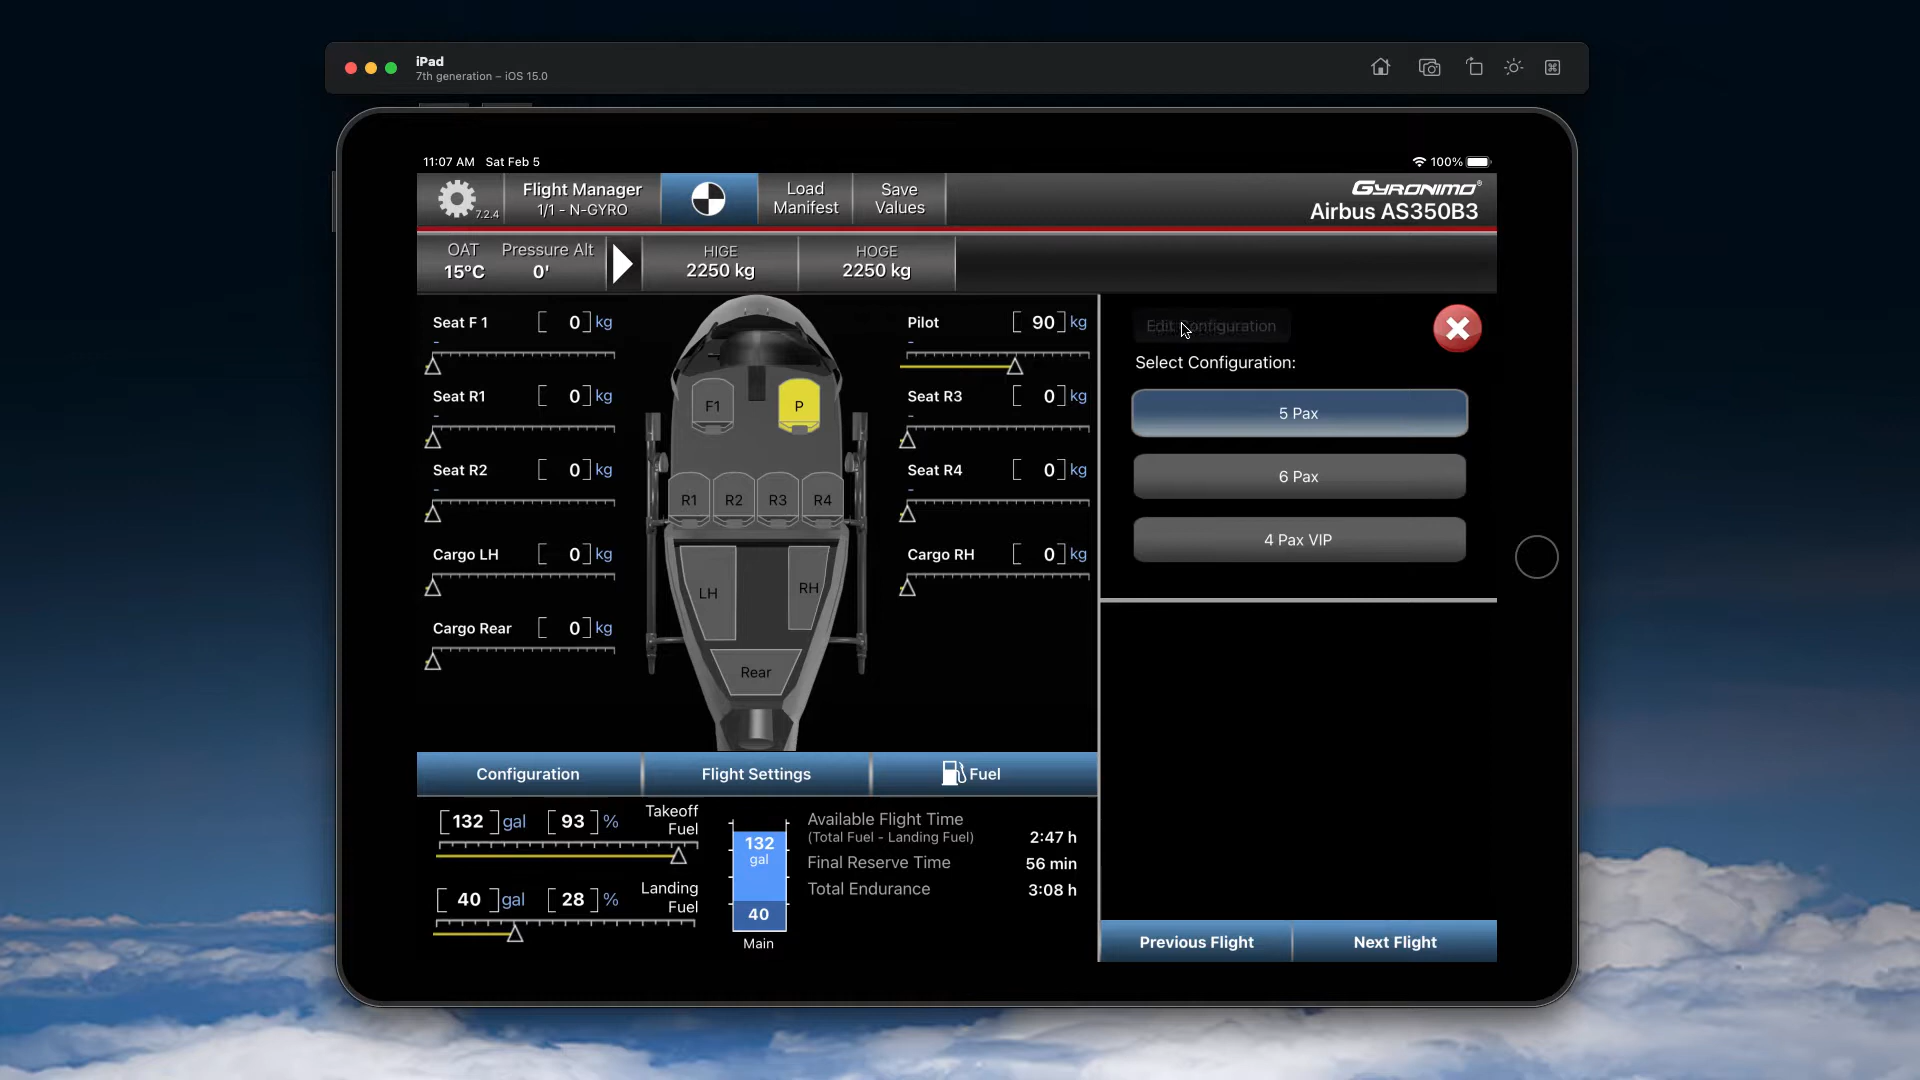 iPad
7th generation – iOS 15.0
11:07 AM Sat Feb 5
100%
7.2.4
Flight Manager
1/1 - N-GYRO
Load
Manifest
Save
Values
GYRONIMO®
Airbus AS350B3
OAT
15°C
Pressure Alt
0'
HIGE
2250 kg
HOGE
2250 kg
Seat F 1 [ 0] kg
Pilot [ 90] kg
Seat R1 [ 0] kg
Seat R3 [ 0] kg
Seat R2 [ 0] kg
Seat R4 [ 0] kg
Cargo LH [ 0] kg
Cargo RH [ 0] kg
Cargo Rear [ 0] kg
F1 P
R1 R2 R3 R4
LH RH
Rear
Edit Configuration
Select Configuration:
5 Pax
6 Pax
4 Pax VIP
Configuration
Flight Settings
Fuel
[132 ]gal [ 93 ] %
Takeoff
Fuel
[ 40 ]gal [ 28 ] %
Landing
Fuel
132
gal
40
Main
Available Flight Time
(Total Fuel - Landing Fuel) 2:47 h
Final Reserve Time 56 min
Total Endurance 3:08 h
Previous Flight
Next Flight